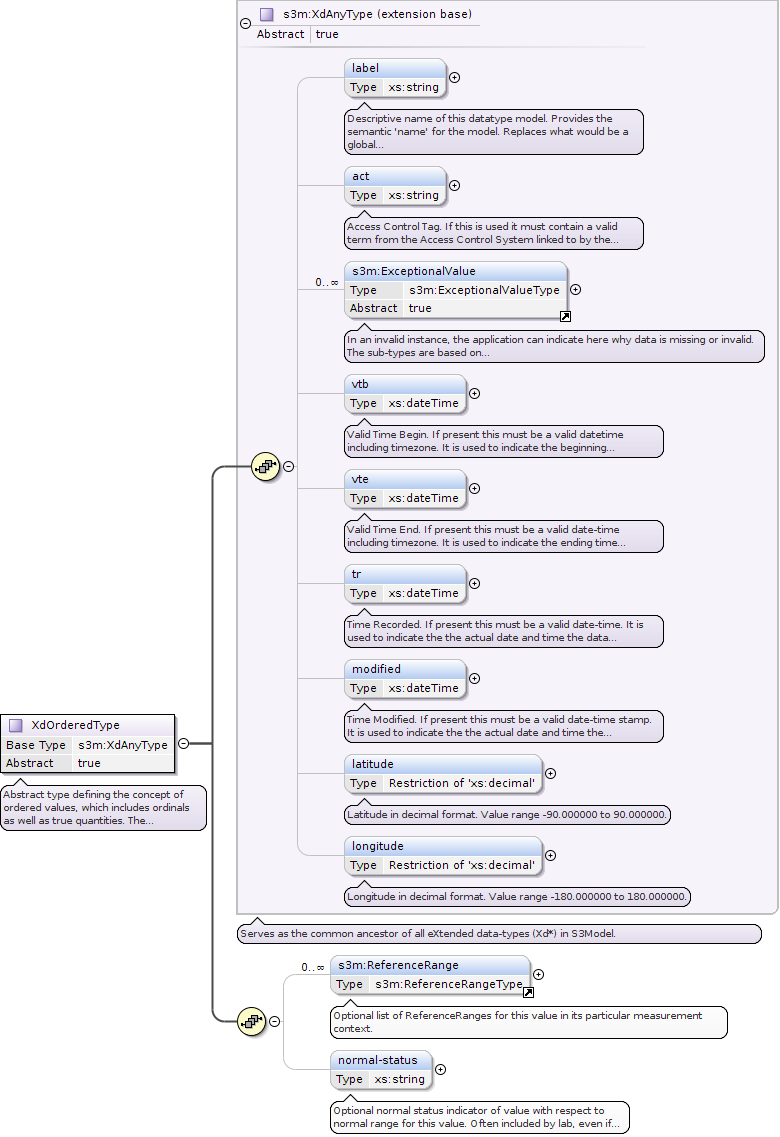 s3m:XdAnyType (extension base)
Abstract true
label
Type xs:string
Descriptive name of this datatype model. Provides the
semantic 'name' for the model. Replaces what would be a
global...
act
Type xs:string
Access Control Tag. If this is used it must contain a valid
term from the Access Control System linked to by the...
0..∞
s3m:ExceptionalValue
Type s3m:ExceptionalValueType
Abstract true
In an invalid instance, the application can indicate here why data is missing or invalid.
The sub-types are based on...
vtb
Type xs:dateTime
Valid Time Begin. If present this must be a valid datetime
including timezone. It is used to indicate the beginning...
vte
Type xs:dateTime
Valid Time End. If present this must be a valid date-time
including timezone. It is used to indicate the ending time...
tr
Type xs:dateTime
Time Recorded. If present this must be a valid date-time. It is
used to indicate the the actual date and time the data...
modified
Type xs:dateTime
Time Modified. If present this must be a valid date-time stamp.
It is used to indicate the the actual date and time the...
latitude
Type Restriction of 'xs:decimal'
Latitude in decimal format. Value range -90.000000 to 90.000000.
longitude
Type Restriction of 'xs:decimal'
Longitude in decimal format. Value range -180.000000 to 180.000000.
Serves as the common ancestor of all eXtended data-types (Xd*) in S3Model.
XdOrderedType
Base Type s3m:XdAnyType
Abstract true
Abstract type defining the concept of
ordered values, which includes ordinals
as well as true quantities. The...
0..∞
s3m:ReferenceRange
Type s3m:ReferenceRangeType
Optional list of ReferenceRanges for this value in its particular measurement
context.
normal-status
Type xs:string
Optional normal status indicator of value with respect to
normal range for this value. Often included by lab, even if...